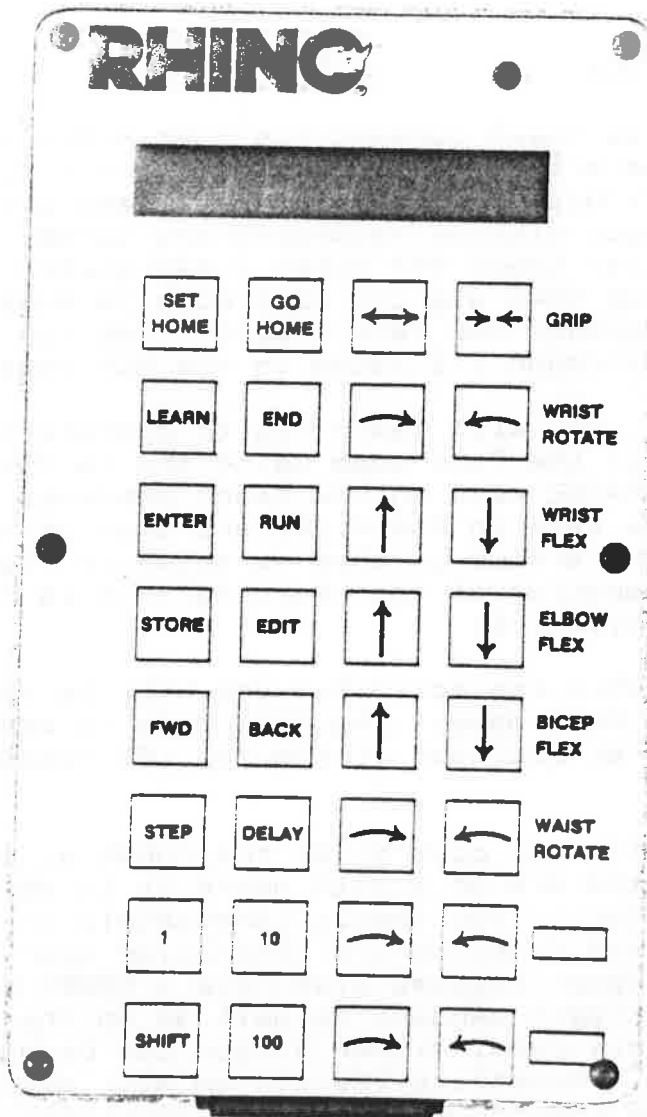 RHINO
SET HOME GO HOME GRIP
LEARN END WRIST ROTATE
ENTER RUN WRIST FLEX
STORE EDIT ELBOW FLEX
FWD BACK BICEP FLEX
STEP DELAY WAIST ROTATE
1 10
SHIFT 100